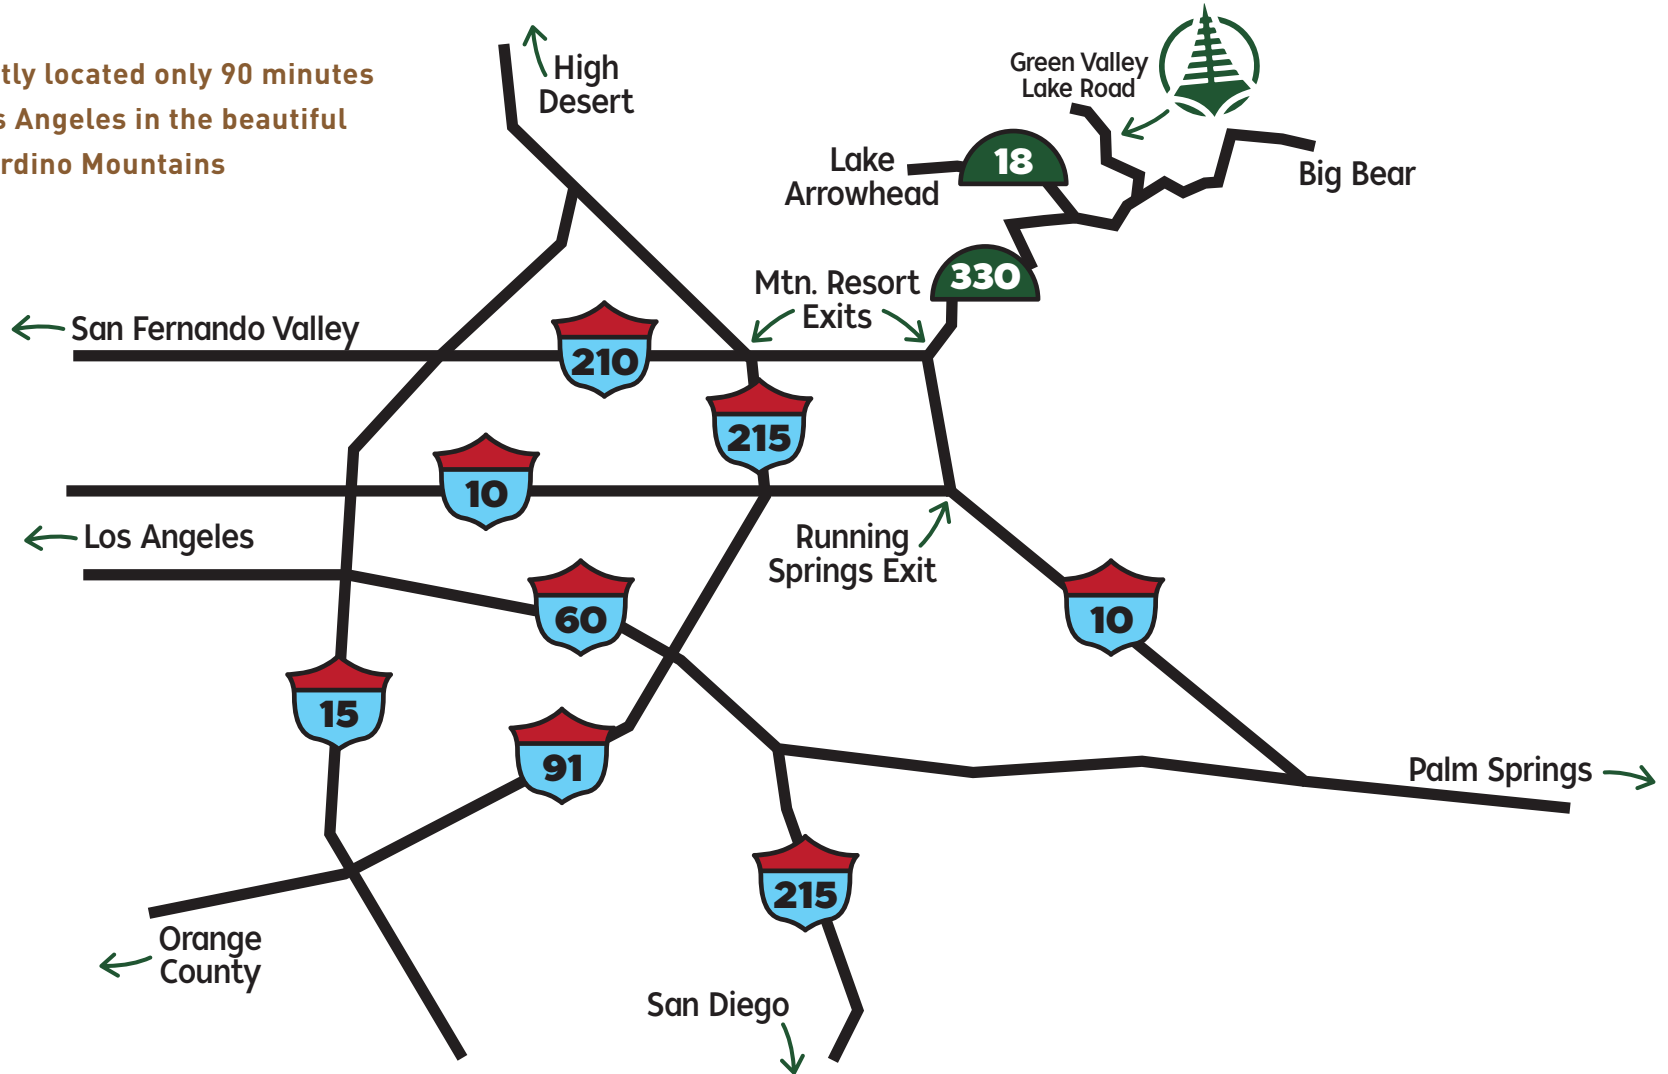 tly located only 90 minutes
s Angeles in the beautiful
rdino Mountains
High
Desert
Green Valley
Lake Road
Lake
Arrowhead
18
Big Bear
330
Mtn. Resort
Exits
San Fernando Valley
210
215
10
Los Angeles
Running
Springs Exit
60
10
15
91
Palm Springs
215
Orange
County
San Diego